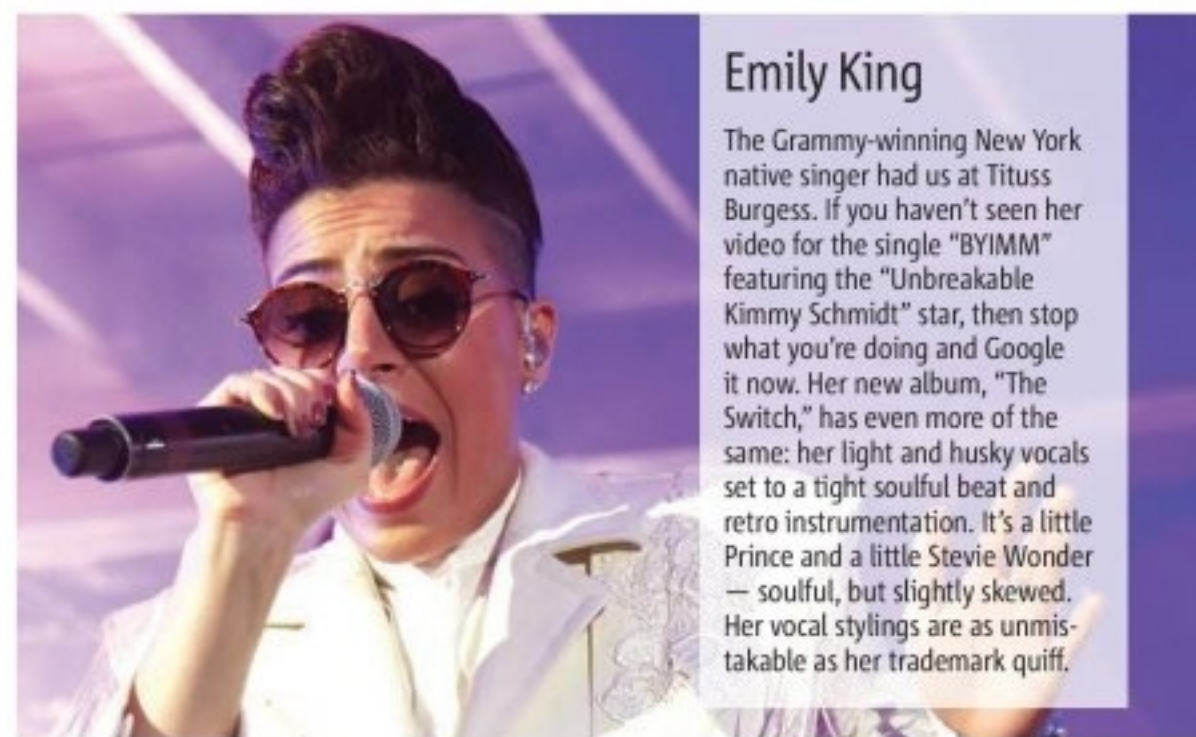 Emily King
The Grammy-winning New York
native singer had us at Tituss
Burgess. If you haven't seen her
video for the single “BYIMM”
featuring the “Unbreakable
Kimmy Schmidt” star, then stop
what you're doing and Google
it now. Her new album, “The
Switch,” has even more of the
same: her light and husky vocals
set to a tight soulful beat and
retro instrumentation. It's a little
Prince and a little Stevie Wonder
— soulful, but slightly skewed.
Her vocal stylings are as unmis-
takable as her trademark quiff.